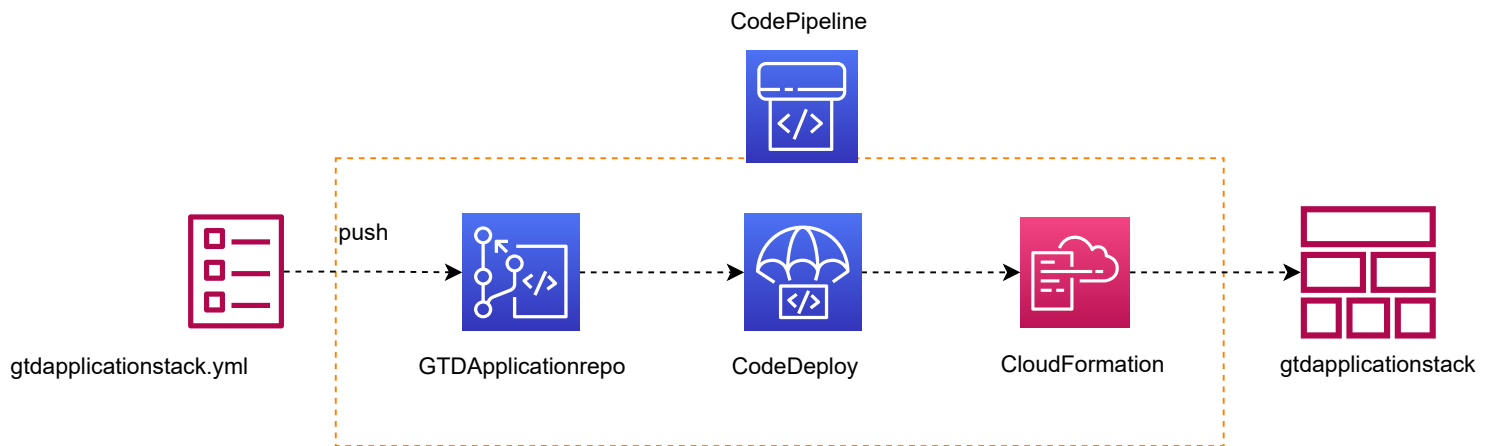 CodePipeline
push
gtdapplicationstack.yml
GTDApplicationrepo
CodeDeploy
CloudFormation
gtdapplicationstack